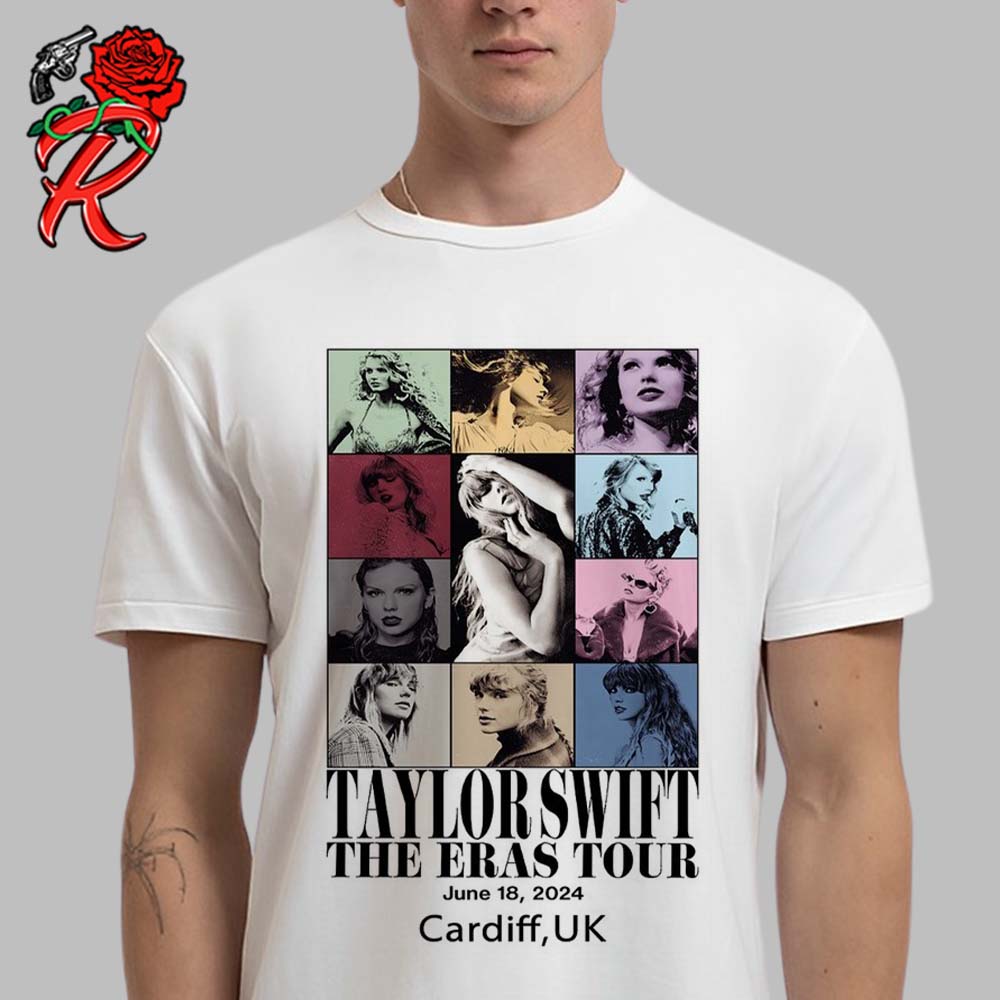 R
TAYLOR SWIFT
THE ERAS TOUR
June 18, 2024
Cardiff,UK